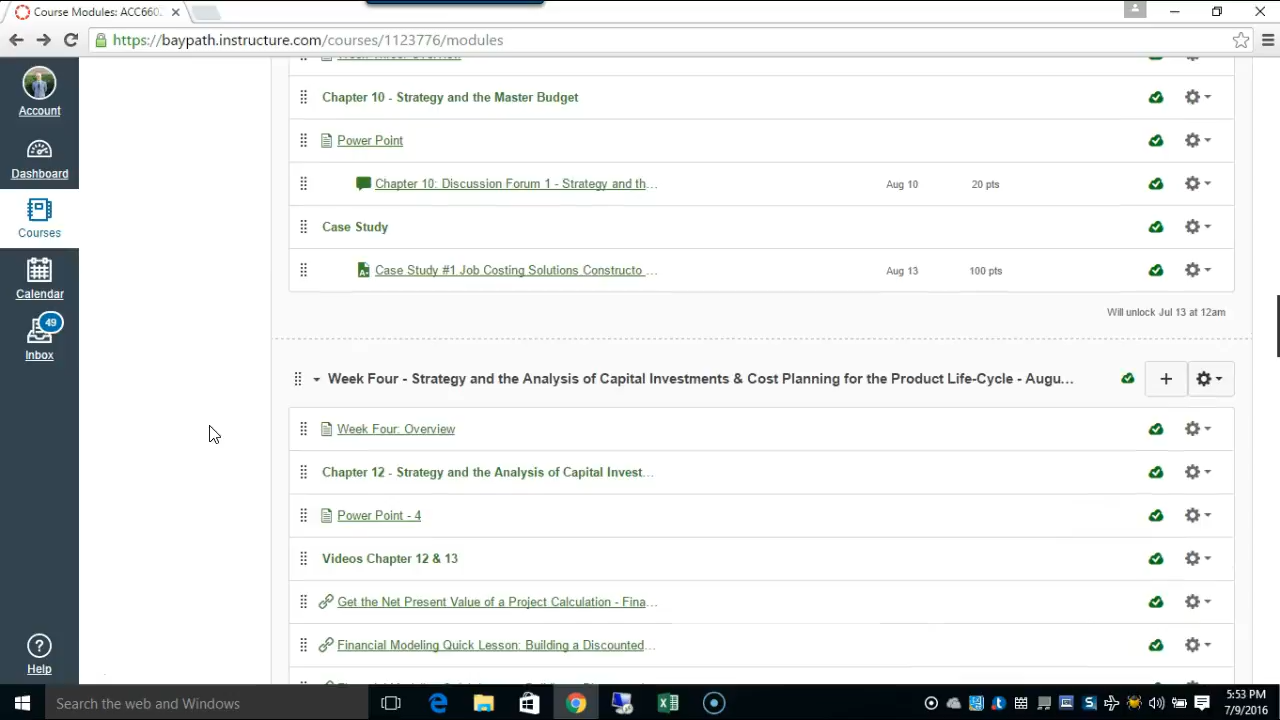 Course Modules: ACC660.
https://baypath.instructure.com/courses/1123776/modules
Account
Dashboard
Courses
Calendar
49
Inbox
Help
Week Three: Overview
Chapter 10 - Strategy and the Master Budget
Power Point
Chapter 10: Discussion Forum 1 - Strategy and th... Aug 10 20 pts
Case Study
Case Study #1 Job Costing Solutions Constructo ... Aug 13 100 pts
Will unlock Jul 13 at 12am
Week Four - Strategy and the Analysis of Capital Investments & Cost Planning for the Product Life-Cycle - Augu...
Week Four: Overview
Chapter 12 - Strategy and the Analysis of Capital Invest...
Power Point - 4
Videos Chapter 12 & 13
Get the Net Present Value of a Project Calculation - Fina...
Financial Modeling Quick Lesson: Building a Discounted...
Search the web and Windows
5:53 PM
7/9/2016